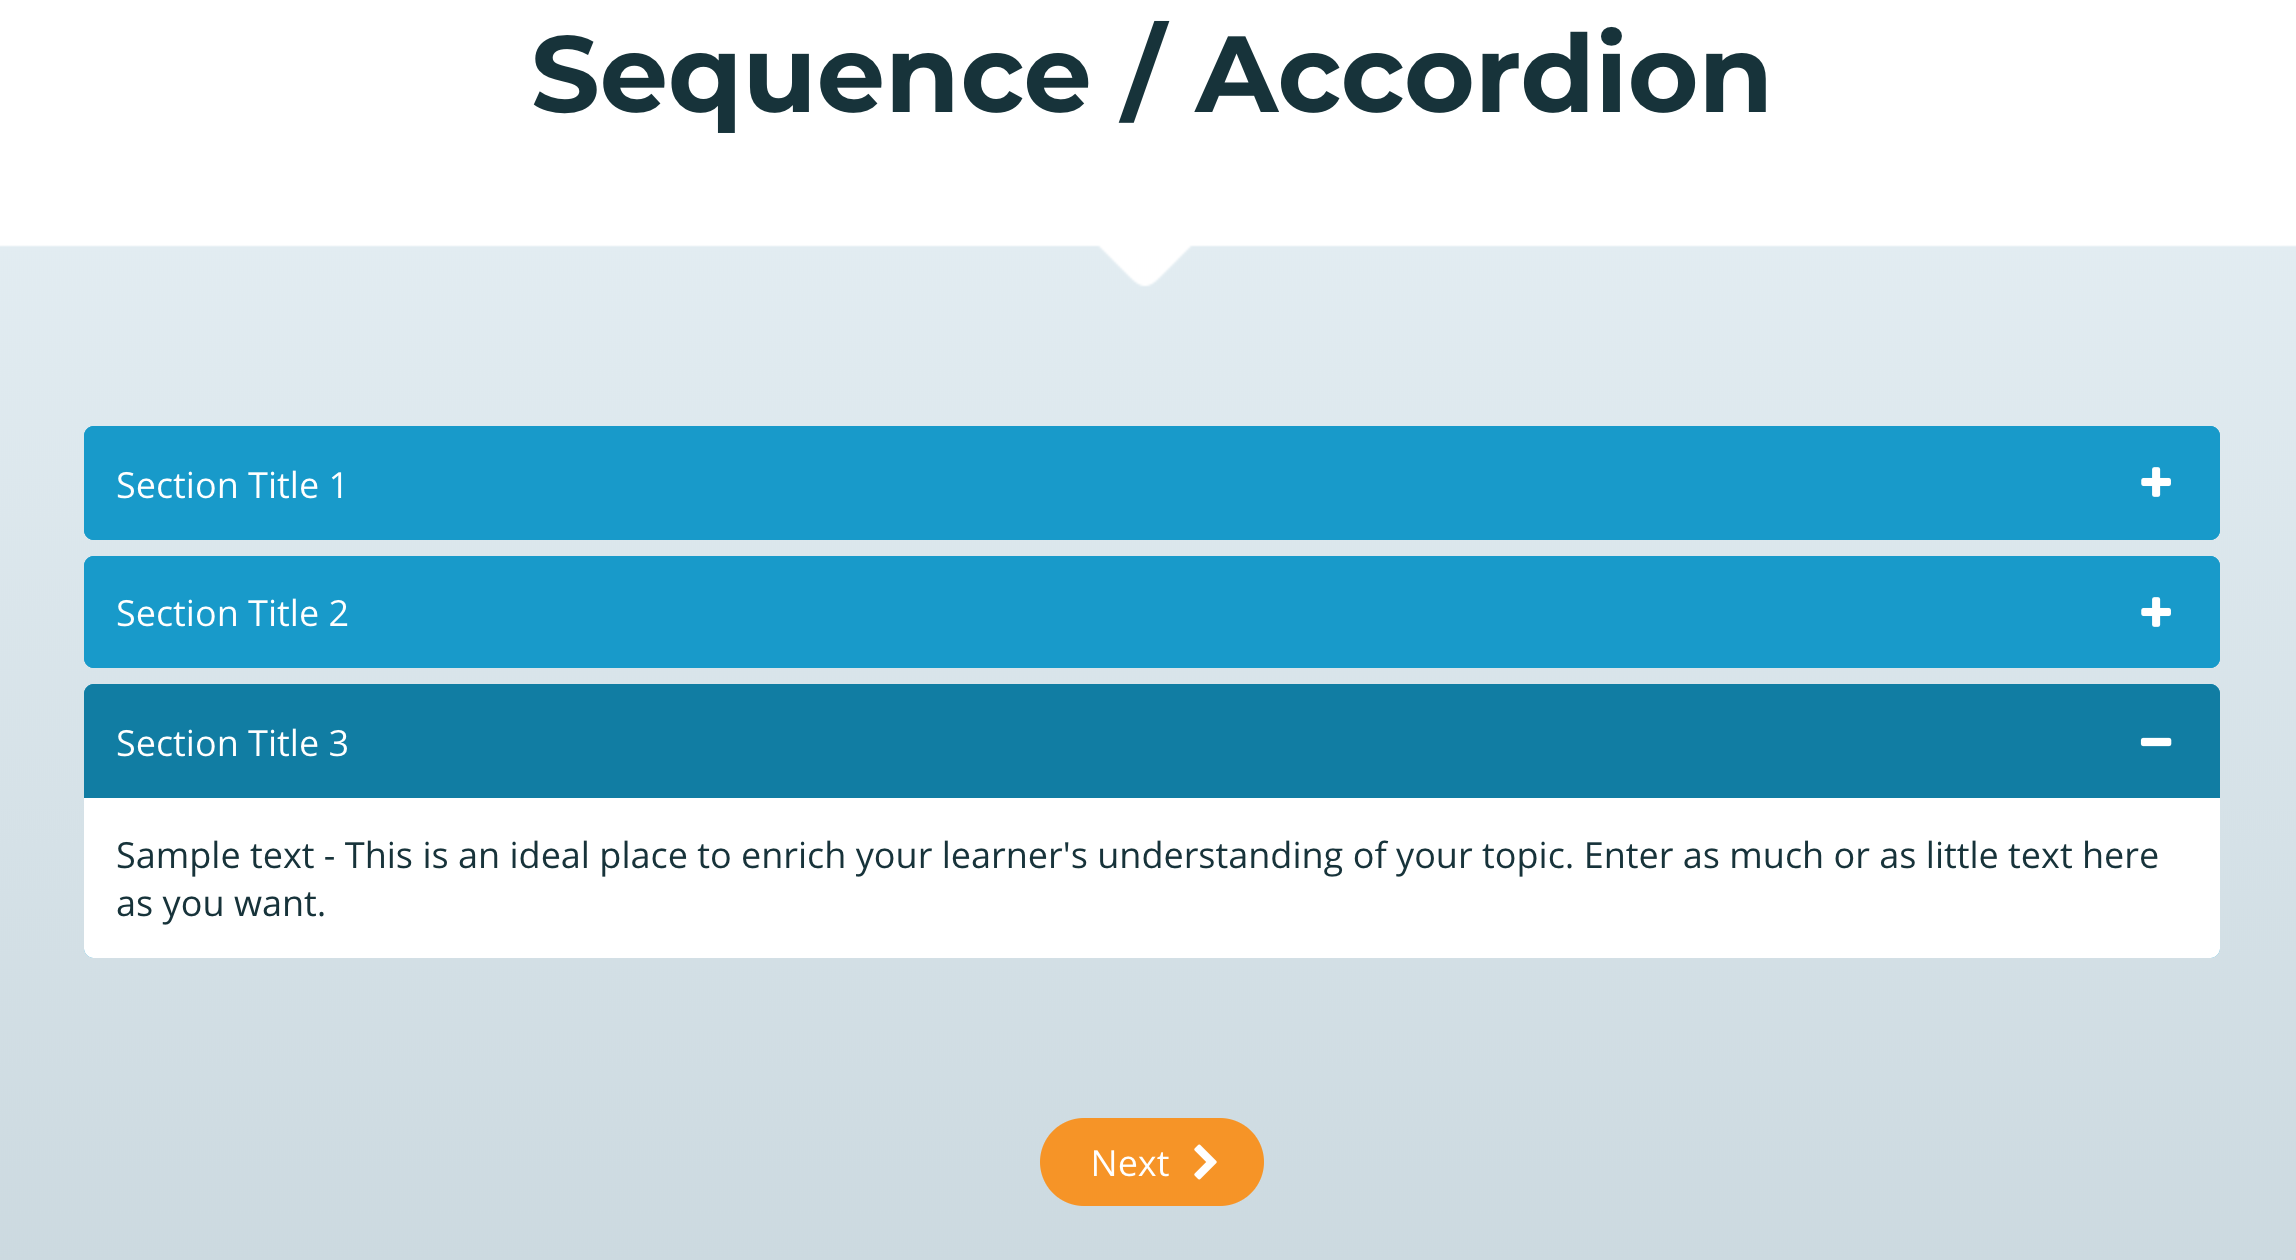 Sequence / Accordion
Section Title 1
Section Title 2
Section Title 3
Sample text - This is an ideal place to enrich your learner's understanding of your topic. Enter as much or as little text here
as you want.
Next